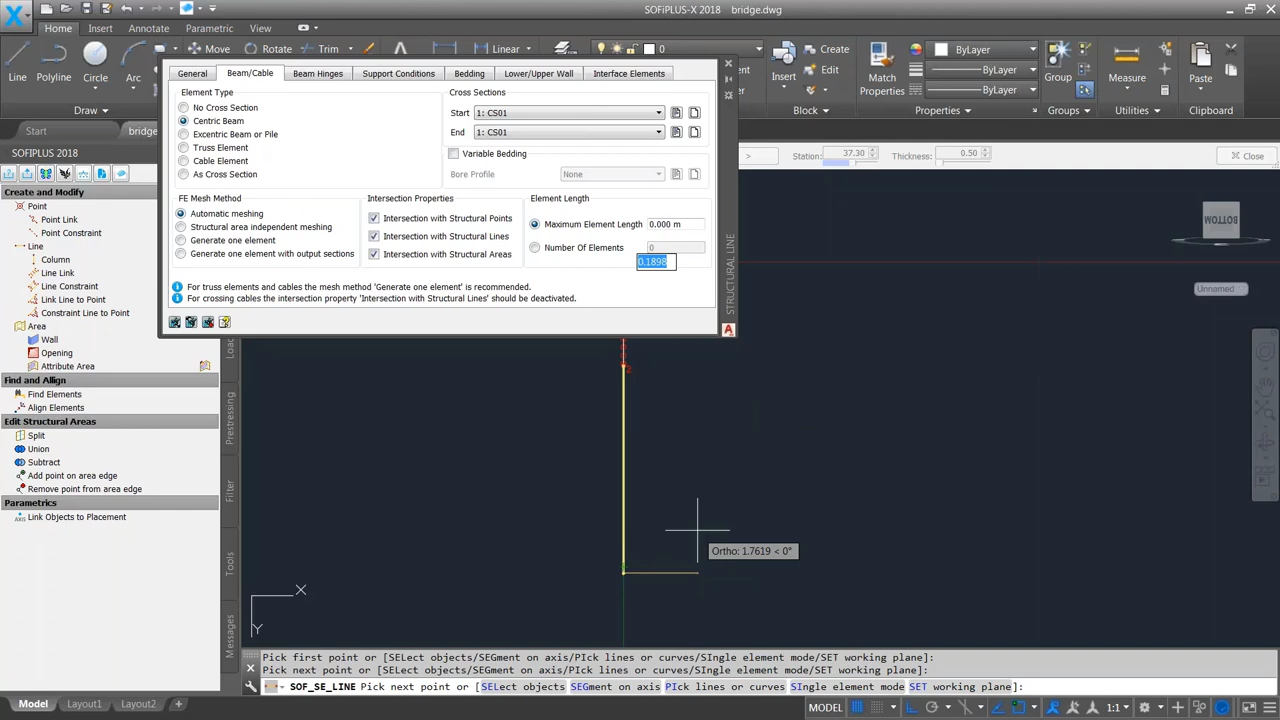 SOFiPLUS-X 2018 bridge.dwg
Home Insert Annotate Parametric View
Line Polyline Circle Arc
Move Rotate Trim
Linear
0
Insert
Create
Edit
Match
Properties
ByLayer
ByLayer
ByLayer
Group
Measure
Paste
Draw
Block
Properties
Groups
Utilities
Clipboard
Start
bridge
General Beam/Cable Beam Hinges Support Conditions Bedding Lower/Upper Wall Interface Elements
Element Type
No Cross Section
Centric Beam
Excentric Beam or Pile
Truss Element
Cable Element
As Cross Section
Cross Sections
Start 1: CS01
End 1: CS01
Variable Bedding
Bore Profile None
FE Mesh Method
Automatic meshing
Structural area independent meshing
Generate one element
Generate one element with output sections
Intersection Properties
Intersection with Structural Points
Intersection with Structural Lines
Intersection with Structural Areas
Element Length
Maximum Element Length 0.000 m
Number Of Elements 0
0.1898
For truss elements and cables the mesh method 'Generate one element' is recommended.
For crossing cables the intersection property 'Intersection with Structural Lines' should be deactivated.
STRUCTURAL LINE
>
Station: 37.30 Thickness: 0.50 Close
BOTTOM
Unnamed
SOFIPLUS 2018
Create and Modify
Point
Point Link
Point Constraint
Line
Column
Line Link
Line Constraint
Link Line to Point
Constraint Line to Point
Area
Wall
Opening
Attribute Area
Find and Align
Find Elements
Align Elements
Edit Structural Areas
Split
Union
Subtract
Add point on area edge
Remove point from area edge
Parametrics
AXIS Link Objects to Placement
Prestressing
Filter
Tools
Messages
2
Ortho: 1.7619 < 0°
X
Y
Pick first point or [SELect objects/SEGment on axis/PIck lines or curves/SIngle element mode/SET working plane]:
Pick next point or [SELect objects/SEGment on axis/PIck lines or curves/SIngle element mode/SET working plane]:
SOF_SE_LINE Pick next point or [SELect objects SEGment on axis PIck lines or curves SIngle element mode SET working plane]:
Model Layout1 Layout2 +
MODEL 1:1